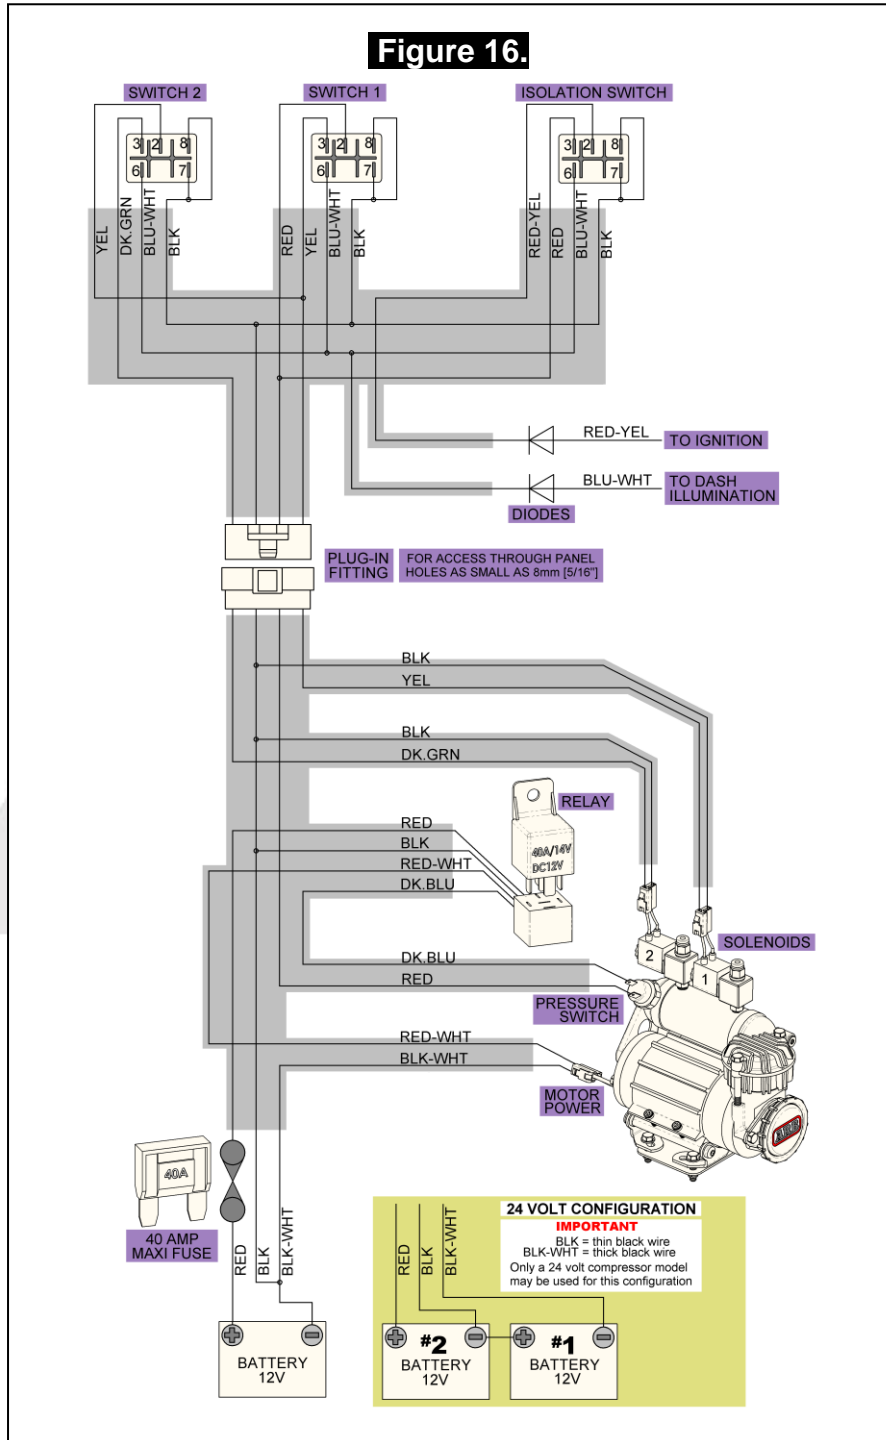 Figure 16.
SWITCH 2
SWITCH 1
ISOLATION SWITCH
3 2 8
6 7
3 2 8
6 7
3 2 8
6 7
YEL
DK.GRN
BLU-WHT
BLK
RED
YEL
BLU-WHT
BLK
RED-YEL
RED
BLU-WHT
BLK
RED-YEL
TO IGNITION
BLU-WHT
TO DASH
ILLUMINATION
DIODES
PLUG-IN
FITTING
FOR ACCESS THROUGH PANEL
HOLES AS SMALL AS 8mm [5/16"]
BLK
YEL
BLK
DK.GRN
RELAY
40A/14V
DC12V
RED
BLK
RED-WHT
DK.BLU
SOLENOIDS
2
1
DK.BLU
RED
PRESSURE
SWITCH
RED-WHT
BLK-WHT
MOTOR
POWER
40A
40 AMP
MAXI FUSE
RED
BLK
BLK-WHT
BATTERY
12V
24 VOLT CONFIGURATION
IMPORTANT
BLK = thin black wire
BLK-WHT = thick black wire
Only a 24 volt compressor model
may be used for this configuration
RED
BLK
BLK-WHT
#2
BATTERY
12V
#1
BATTERY
12V